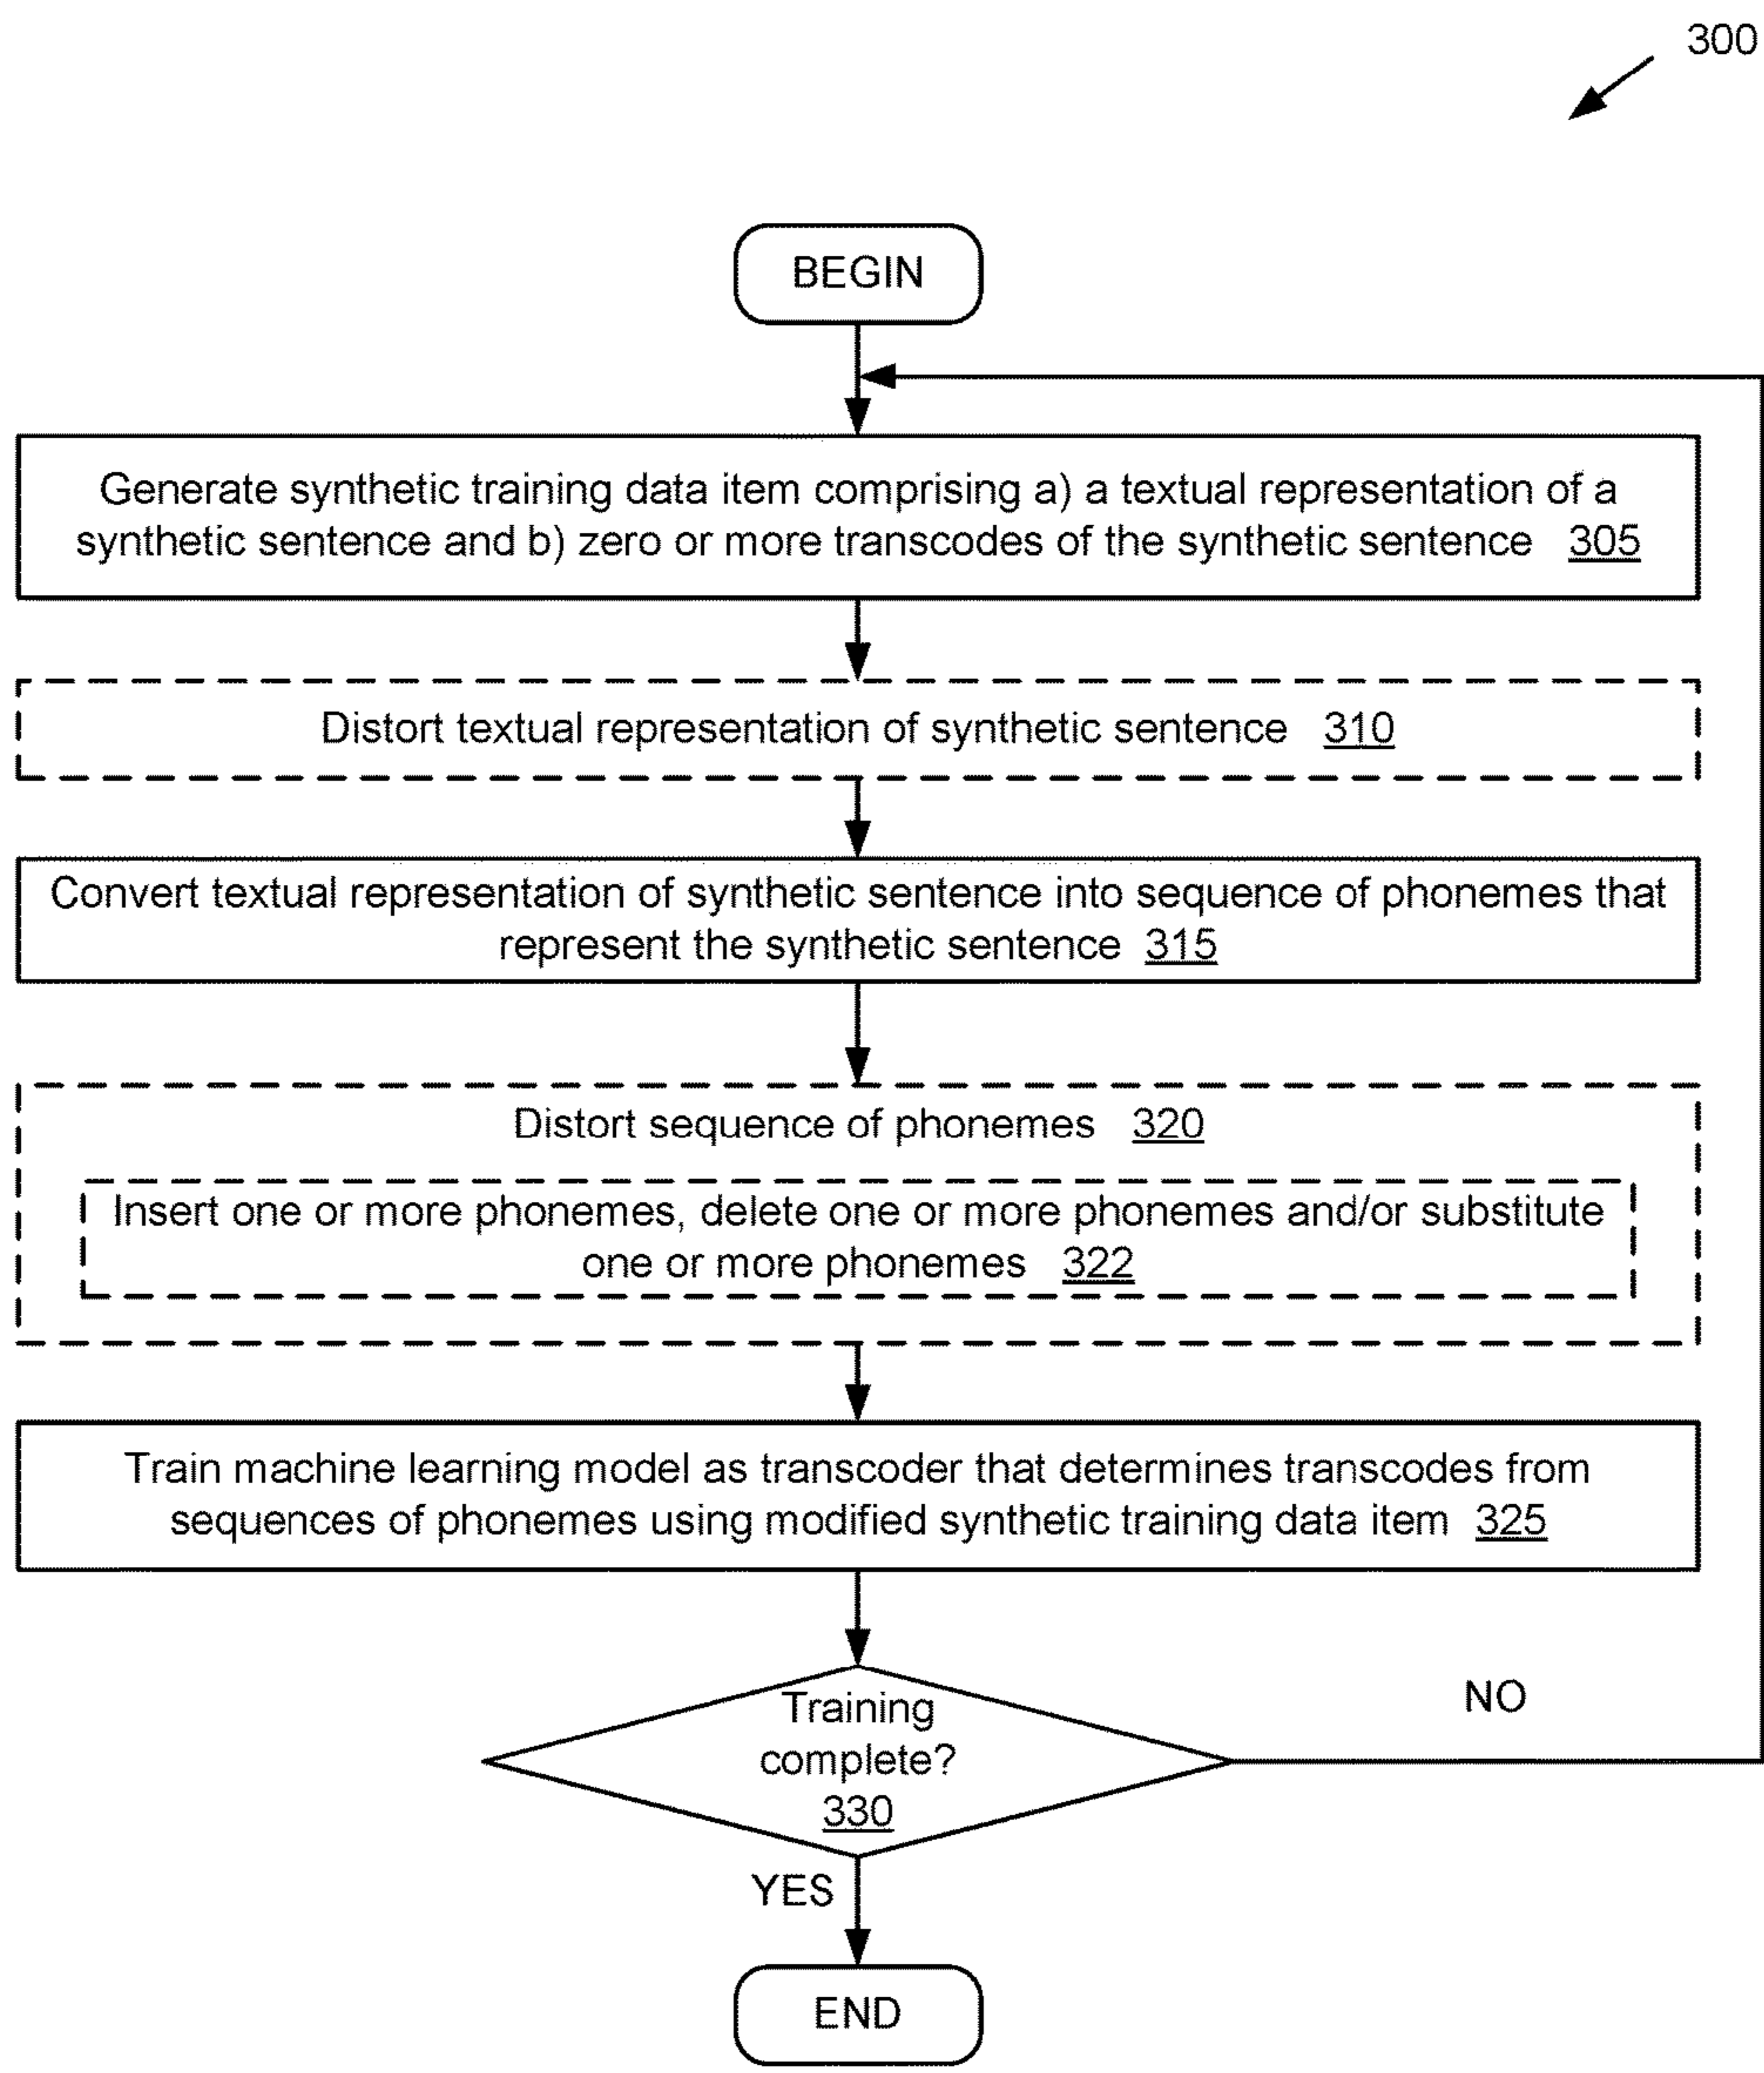 300
BEGIN
Generate synthetic training data item comprising a) a textual representation of a
synthetic sentence and b) zero or more transcodes of the synthetic sentence 305
Distort textual representation of synthetic sentence 310
Convert textual representation of synthetic sentence into sequence of phonemes that
represent the synthetic sentence 315
Distort sequence of phonemes 320
Insert one or more phonemes, delete one or more phonemes and/or substitute
one or more phonemes 322
Train machine learning model as transcoder that determines transcodes from
sequences of phonemes using modified synthetic training data item 325
Training
complete?
330
NO
YES
END